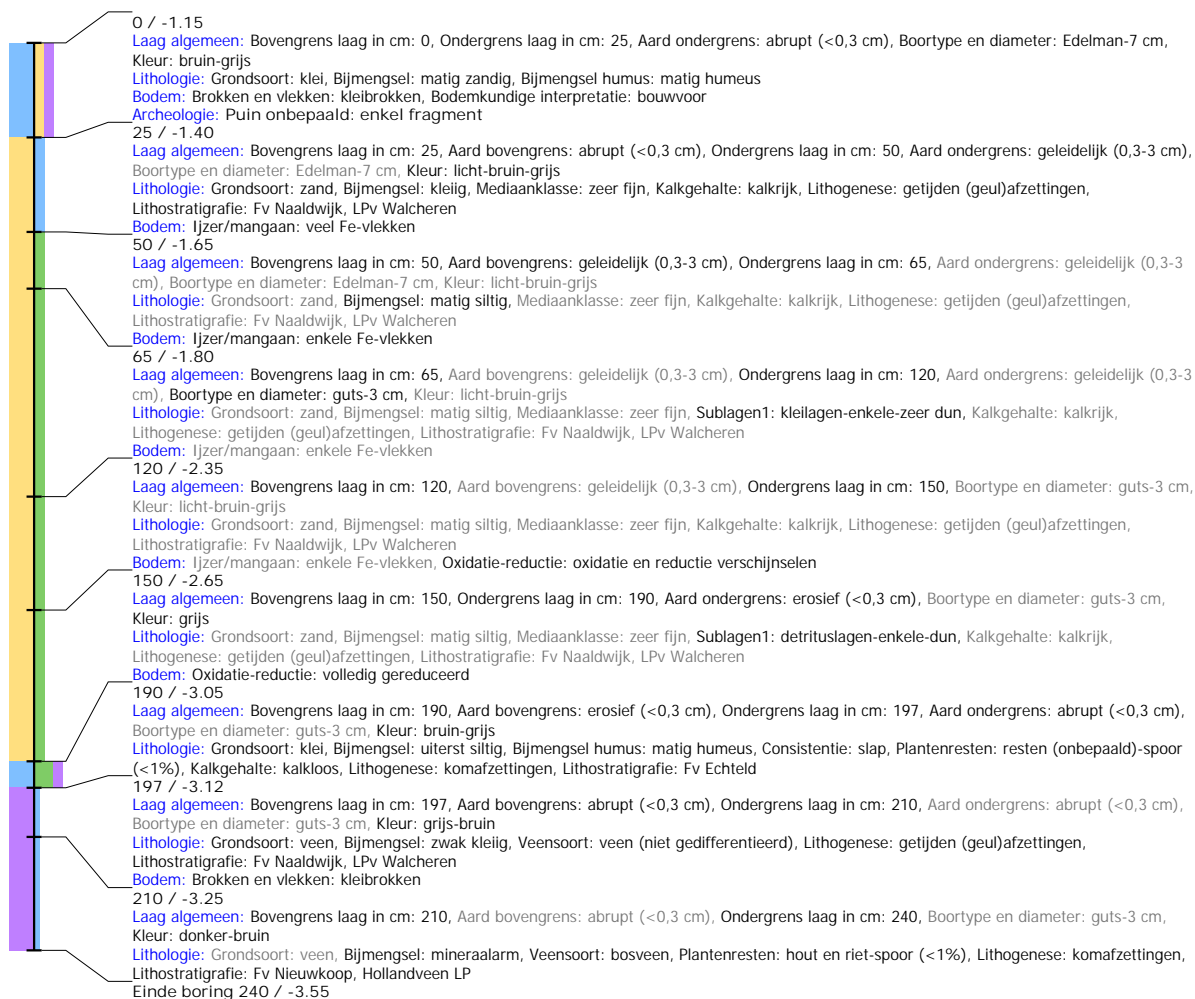 0 / -1.15
Laag algemeen: Bovengrens laag in cm: 0, Ondergrens laag in cm: 25, Aard ondergrens: abrupt (<0,3 cm), Boortype en diameter: Edelman-7 cm,
Kleur: bruin-grijs
Lithologie: Grondsoort: klei, Bijmengsel: matig zandig, Bijmengsel humus: matig humeus
Bodem: Brokken en vlekken: kleibrokken, Bodemkundige interpretatie: bouwvoor
Archeologie: Puin onbepaald: enkel fragment
25 / -1.40
Laag algemeen: Bovengrens laag in cm: 25, Aard bovengrens: abrupt (<0,3 cm), Ondergrens laag in cm: 50, Aard ondergrens: geleidelijk (0,3-3 cm),
Boortype en diameter: Edelman-7 cm, Kleur: licht-bruin-grijs
Lithologie: Grondsoort: zand, Bijmengsel: kleiig, Mediaanklasse: zeer fijn, Kalkgehalte: kalkrijk, Lithogenese: getijden (geul)afzettingen,
Lithostratigrafie: Fv Naaldwijk, LPv Walcheren
Bodem: Ijzer/mangaan: veel Fe-vlekken
50 / -1.65
Laag algemeen: Bovengrens laag in cm: 50, Aard bovengrens: geleidelijk (0,3-3 cm), Ondergrens laag in cm: 65, Aard ondergrens: geleidelijk (0,3-3
cm), Boortype en diameter: Edelman-7 cm, Kleur: licht-bruin-grijs
Lithologie: Grondsoort: zand, Bijmengsel: matig siltig, Mediaanklasse: zeer fijn, Kalkgehalte: kalkrijk, Lithogenese: getijden (geul)afzettingen,
Lithostratigrafie: Fv Naaldwijk, LPv Walcheren
Bodem: Ijzer/mangaan: enkele Fe-vlekken
65 / -1.80
Laag algemeen: Bovengrens laag in cm: 65, Aard bovengrens: geleidelijk (0,3-3 cm), Ondergrens laag in cm: 120, Aard ondergrens: geleidelijk (0,3-3
cm), Boortype en diameter: guts-3 cm, Kleur: licht-bruin-grijs
Lithologie: Grondsoort: zand, Bijmengsel: matig siltig, Mediaanklasse: zeer fijn, Sublagen1: kleilagen-enkele-zeer dun, Kalkgehalte: kalkrijk,
Lithogenese: getijden (geul)afzettingen, Lithostratigrafie: Fv Naaldwijk, LPv Walcheren
Bodem: Ijzer/mangaan: enkele Fe-vlekken
120 / -2.35
Laag algemeen: Bovengrens laag in cm: 120, Aard bovengrens: geleidelijk (0,3-3 cm), Ondergrens laag in cm: 150, Boortype en diameter: guts-3 cm,
Kleur: licht-bruin-grijs
Lithologie: Grondsoort: zand, Bijmengsel: matig siltig, Mediaanklasse: zeer fijn, Kalkgehalte: kalkrijk, Lithogenese: getijden (geul)afzettingen,
Lithostratigrafie: Fv Naaldwijk, LPv Walcheren
Bodem: Ijzer/mangaan: enkele Fe-vlekken, Oxidatie-reductie: oxidatie en reductie verschijnselen
150 / -2.65
Laag algemeen: Bovengrens laag in cm: 150, Ondergrens laag in cm: 190, Aard ondergrens: erosief (<0,3 cm), Boortype en diameter: guts-3 cm,
Kleur: grijs
Lithologie: Grondsoort: zand, Bijmengsel: matig siltig, Mediaanklasse: zeer fijn, Sublagen1: detrituslagen-enkele-dun, Kalkgehalte: kalkrijk,
Lithogenese: getijden (geul)afzettingen, Lithostratigrafie: Fv Naaldwijk, LPv Walcheren
Bodem: Oxidatie-reductie: volledig gereduceerd
190 / -3.05
Laag algemeen: Bovengrens laag in cm: 190, Aard bovengrens: erosief (<0,3 cm), Ondergrens laag in cm: 197, Aard ondergrens: abrupt (<0,3 cm),
Boortype en diameter: guts-3 cm, Kleur: bruin-grijs
Lithologie: Grondsoort: klei, Bijmengsel: uiterst siltig, Bijmengsel humus: matig humeus, Consistentie: slap, Plantenresten: resten (onbepaald)-spoor
(<1%), Kalkgehalte: kalkloos, Lithogenese: komafzettingen, Lithostratigrafie: Fv Echteld
197 / -3.12
Laag algemeen: Bovengrens laag in cm: 197, Aard bovengrens: abrupt (<0,3 cm), Ondergrens laag in cm: 210, Aard ondergrens: abrupt (<0,3 cm),
Boortype en diameter: guts-3 cm, Kleur: grijs-bruin
Lithologie: Grondsoort: veen, Bijmengsel: zwak kleiig, Veensoort: veen (niet gedifferentieerd), Lithogenese: getijden (geul)afzettingen,
Lithostratigrafie: Fv Naaldwijk, LPv Walcheren
Bodem: Brokken en vlekken: kleibrokken
210 / -3.25
Laag algemeen: Bovengrens laag in cm: 210, Aard bovengrens: abrupt (<0,3 cm), Ondergrens laag in cm: 240, Boortype en diameter: guts-3 cm,
Kleur: donker-bruin
Lithologie: Grondsoort: veen, Bijmengsel: mineraalarm, Veensoort: bosveen, Plantenresten: hout en riet-spoor (<1%), Lithogenese: komafzettingen,
Lithostratigrafie: Fv Nieuwkoop, Hollandveen LP
Einde boring 240 / -3.55